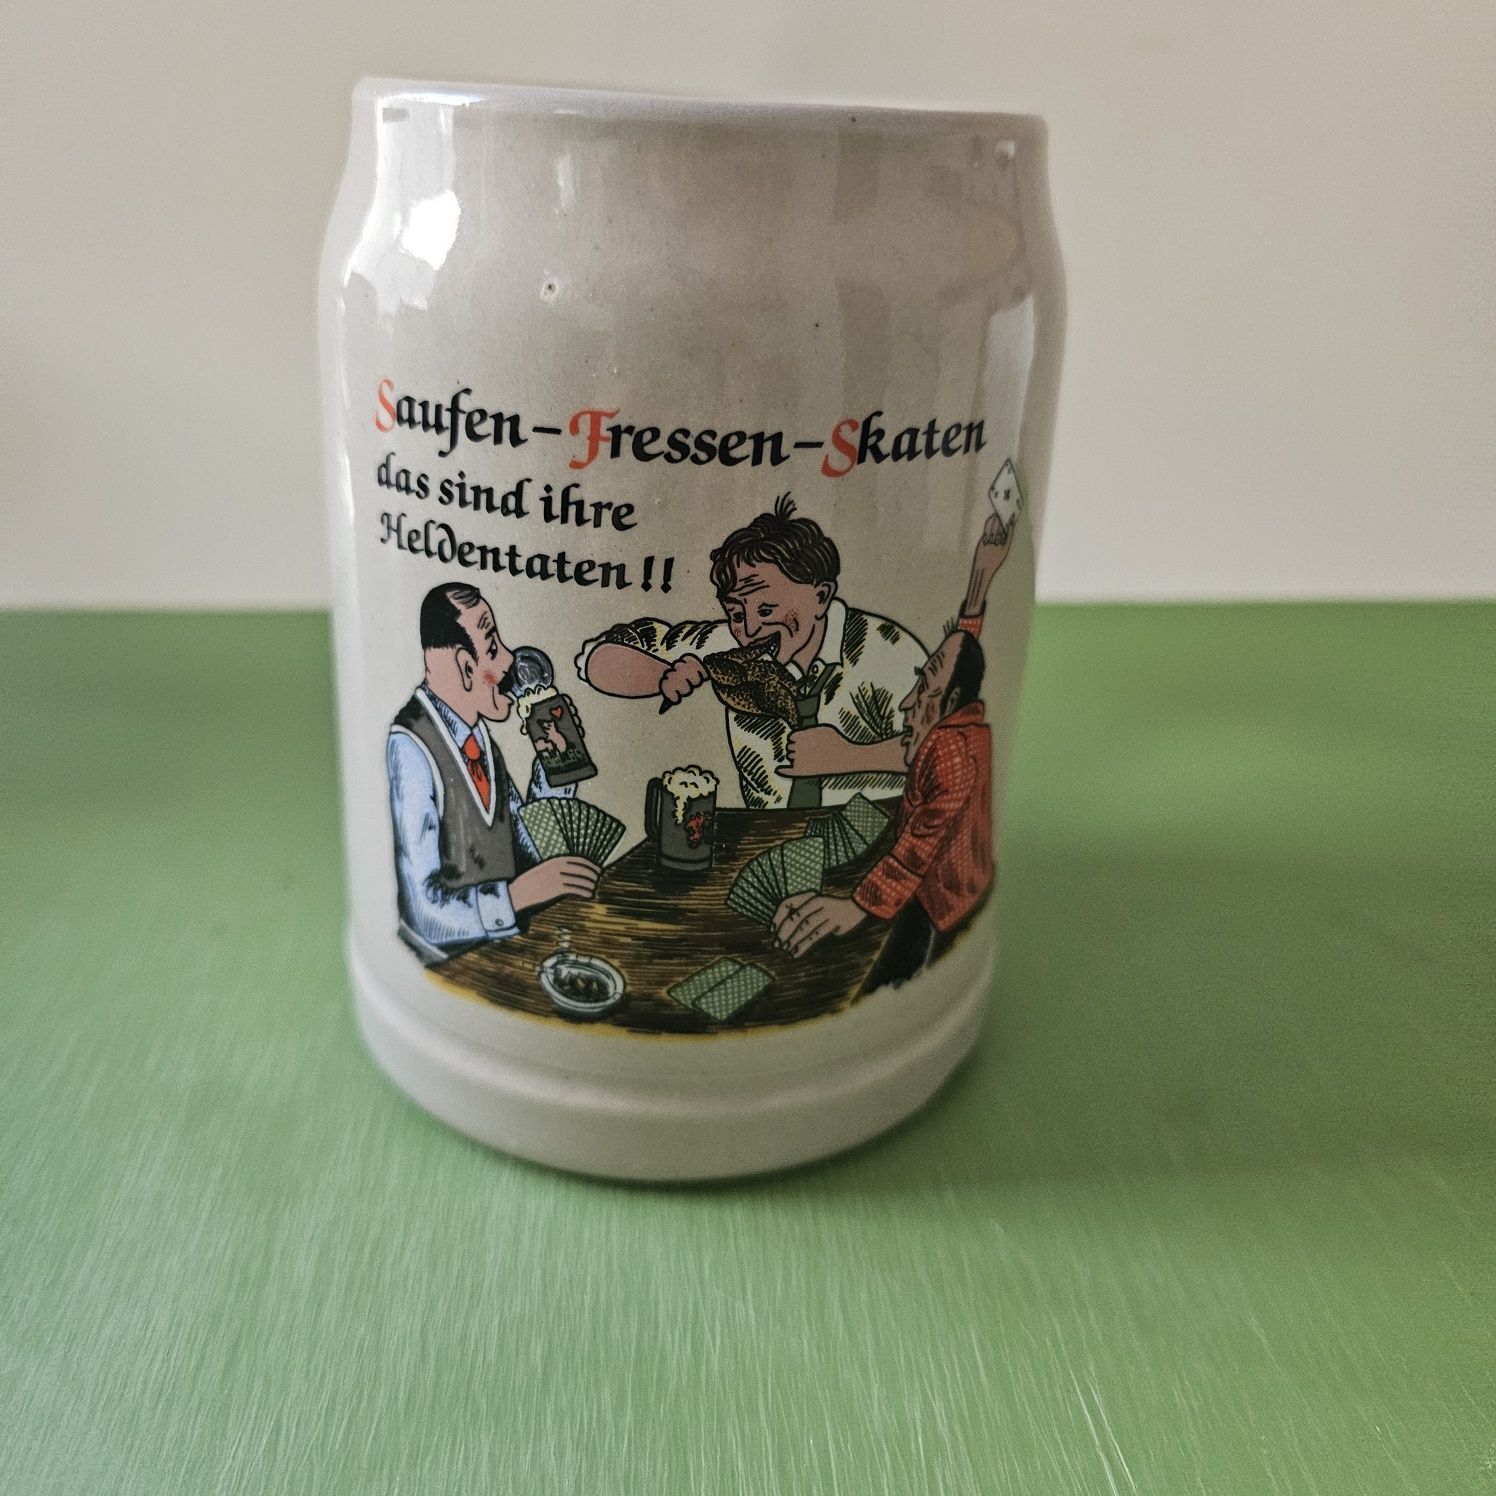 Saufen-Fressen-Skaten
das sind ihre
Heldentaten!!